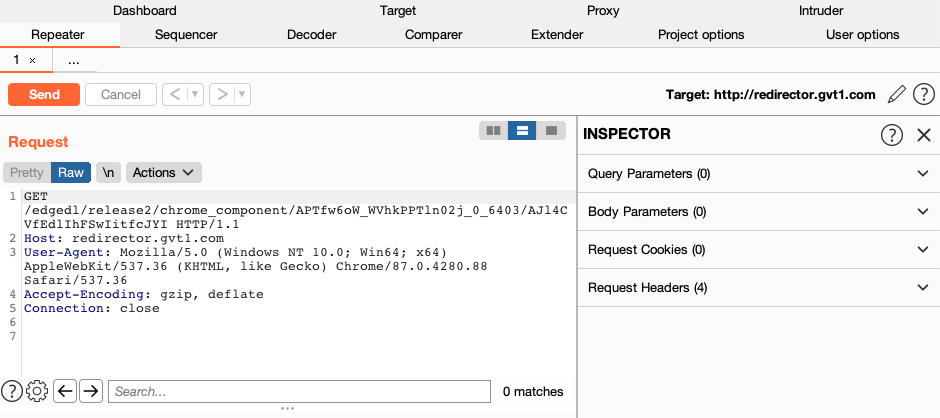 Dashboard Target Proxy Intruder
Repeater Sequencer Decoder Comparer Extender Project options User options
1 × ...
Send Cancel < > Target: http://redirector.gvt1.com ?
Request
INSPECTOR ?
Pretty Raw \n Actions
Query Parameters (0)
Body Parameters (0)
Request Cookies (0)
Request Headers (4)
1 GET
/edgedl/release2/chrome_component/APTfw6oW_WVhkPPTln02j_0_6403/AJl4C
VfEdlIhFSwIitfcJYI HTTP/1.1
2 Host: redirector.gvt1.com
3 User-Agent: Mozilla/5.0 (Windows NT 10.0; Win64; x64)
AppleWebKit/537.36 (KHTML, like Gecko) Chrome/87.0.4280.88
Safari/537.36
4 Accept-Encoding: gzip, deflate
5 Connection: close
6
7
? Search... 0 matches